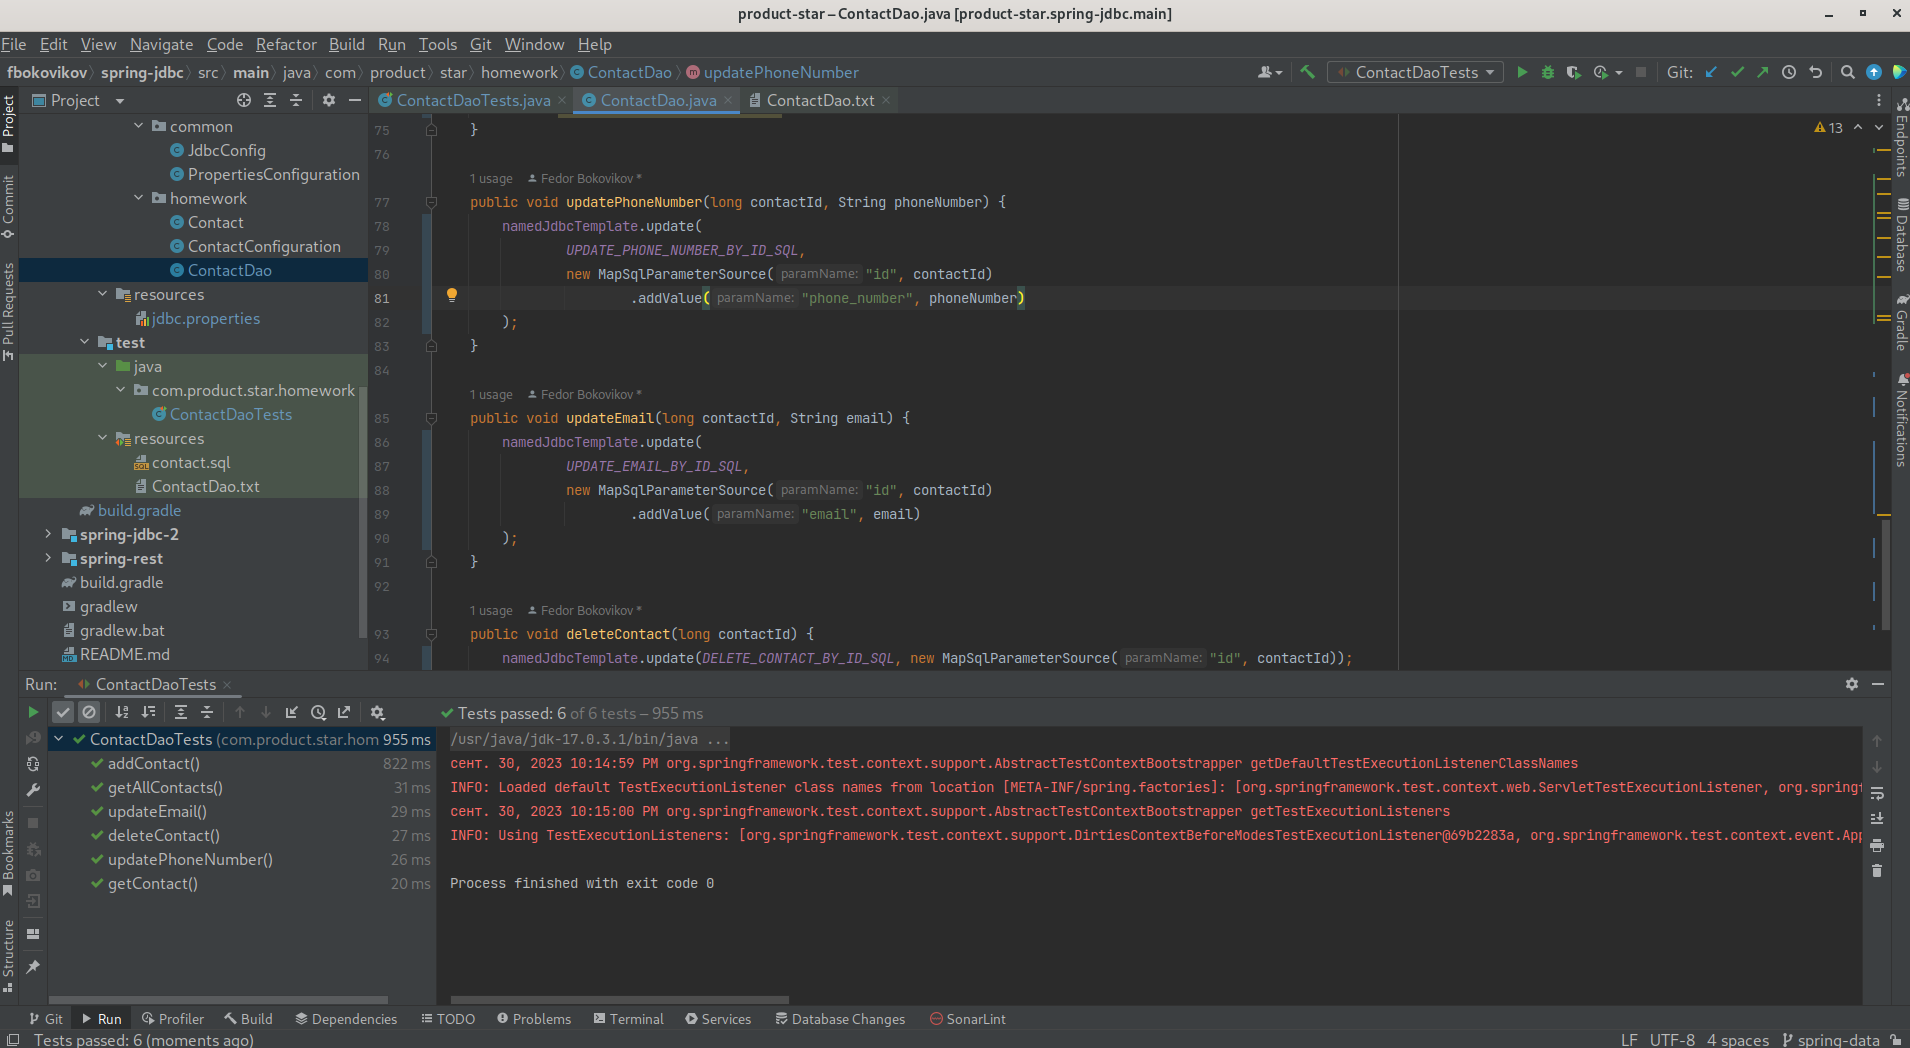 product-star – ContactDao.java [product-star.spring-jdbc.main]
File Edit View Navigate Code Refactor Build Run Tools Git Window Help
fbokovikov spring-jdbc src main java com product star homework ContactDao updatePhoneNumber ContactDaoTests Git:
Project
ContactDaoTests.java ContactDao.java ContactDao.txt
common
JdbcConfig
PropertiesConfiguration
homework
Contact
ContactConfiguration
ContactDao
resources
jdbc.properties
test
java
com.product.star.homework
ContactDaoTests
resources
contact.sql
ContactDao.txt
build.gradle
spring-jdbc-2
spring-rest
build.gradle
gradlew
gradlew.bat
README.md
Project
Commit
Pull Requests
Bookmarks
Structure
13
75 }
76
1 usage Fedor Bokovikov *
77 public void updatePhoneNumber(long contactId, String phoneNumber) {
78 namedJdbcTemplate.update(
79 UPDATE_PHONE_NUMBER_BY_ID_SQL,
80 new MapSqlParameterSource( paramName: "id", contactId)
81 .addValue( paramName: "phone_number", phoneNumber)
82 );
83 }
84
1 usage Fedor Bokovikov *
85 public void updateEmail(long contactId, String email) {
86 namedJdbcTemplate.update(
87 UPDATE_EMAIL_BY_ID_SQL,
88 new MapSqlParameterSource( paramName: "id", contactId)
89 .addValue( paramName: "email", email)
90 );
91 }
92
1 usage Fedor Bokovikov *
93 public void deleteContact(long contactId) {
94 namedJdbcTemplate.update(DELETE_CONTACT_BY_ID_SQL, new MapSqlParameterSource( paramName: "id", contactId));
Endpoints
Database
Gradle
Notifications
Run: ContactDaoTests
Tests passed: 6 of 6 tests – 955 ms
ContactDaoTests (com.product.star.hom 955 ms
addContact() 822 ms
getAllContacts() 31 ms
updateEmail() 29 ms
deleteContact() 27 ms
updatePhoneNumber() 26 ms
getContact() 20 ms
/usr/java/jdk-17.0.3.1/bin/java ...
сент. 30, 2023 10:14:59 PM org.springframework.test.context.support.AbstractTestContextBootstrapper getDefaultTestExecutionListenerClassNames
INFO: Loaded default TestExecutionListener class names from location [META-INF/spring.factories]: [org.springframework.test.context.web.ServletTestExecutionListener, org.spring
сент. 30, 2023 10:15:00 PM org.springframework.test.context.support.AbstractTestContextBootstrapper getTestExecutionListeners
INFO: Using TestExecutionListeners: [org.springframework.test.context.support.DirtiesContextBeforeModesTestExecutionListener@69b2283a, org.springframework.test.context.event.App
Process finished with exit code 0
Git Run Profiler Build Dependencies TODO Problems Terminal Services Database Changes SonarLint
Tests passed: 6 (moments ago) LF UTF-8 4 spaces spring-data